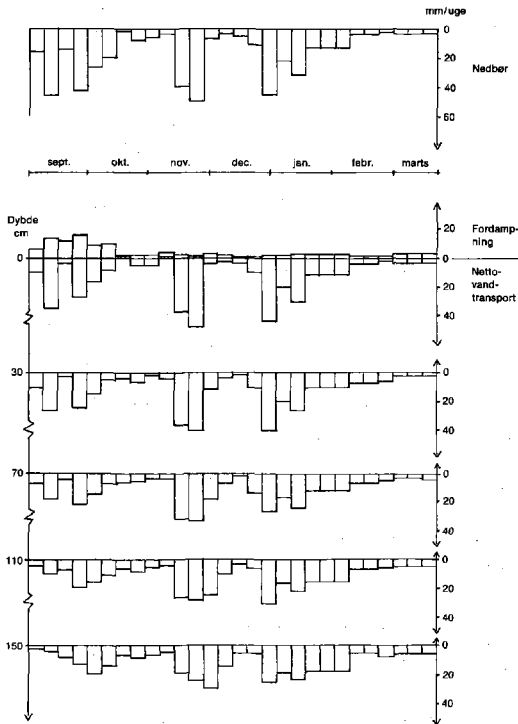 mm/uge
0
20
40
60
Nedbør
sept. okt. nov. dec. jan. febr. marts
Dybde
cm
20
0
0
20
40
Fordamp-
ning
Netto-
vand-
transport
30
0
20
40
70
0
20
40
110
0
20
40
150
0
20
40